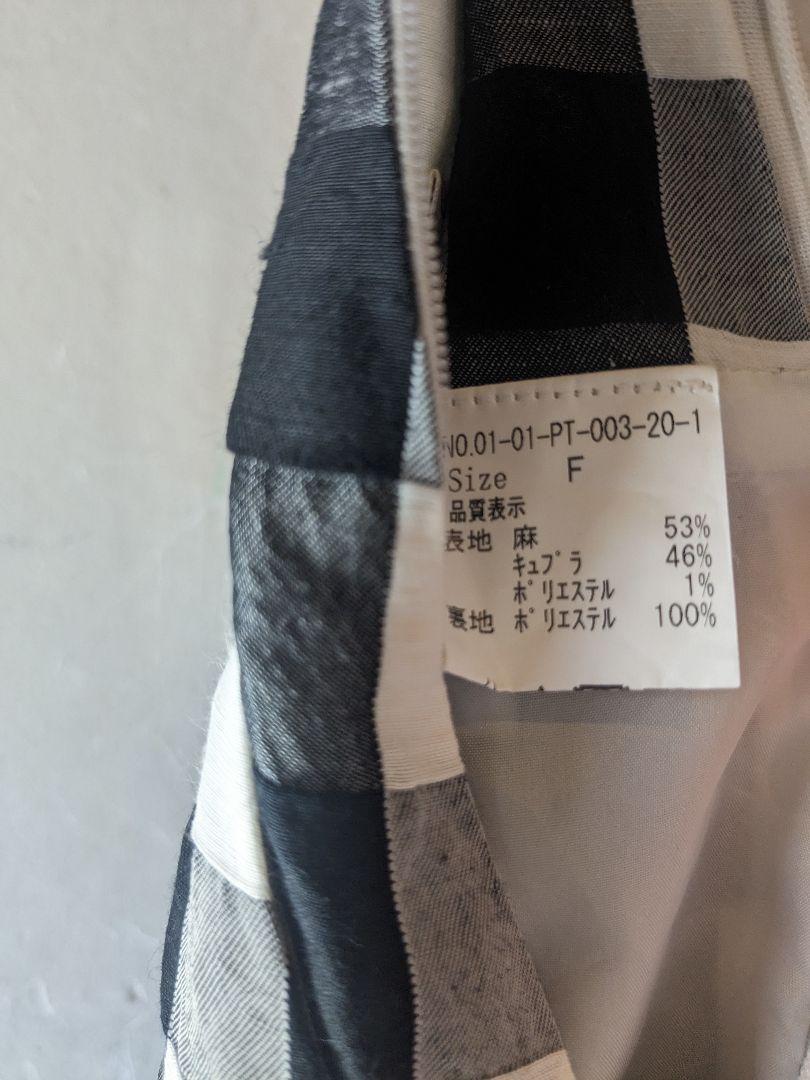 NO.01-01-PT-003-20-1
Size F
品質表示
表地 麻 53%
キュプラ 46%
ポリエステル 1%
裏地 ポリエステル 100%